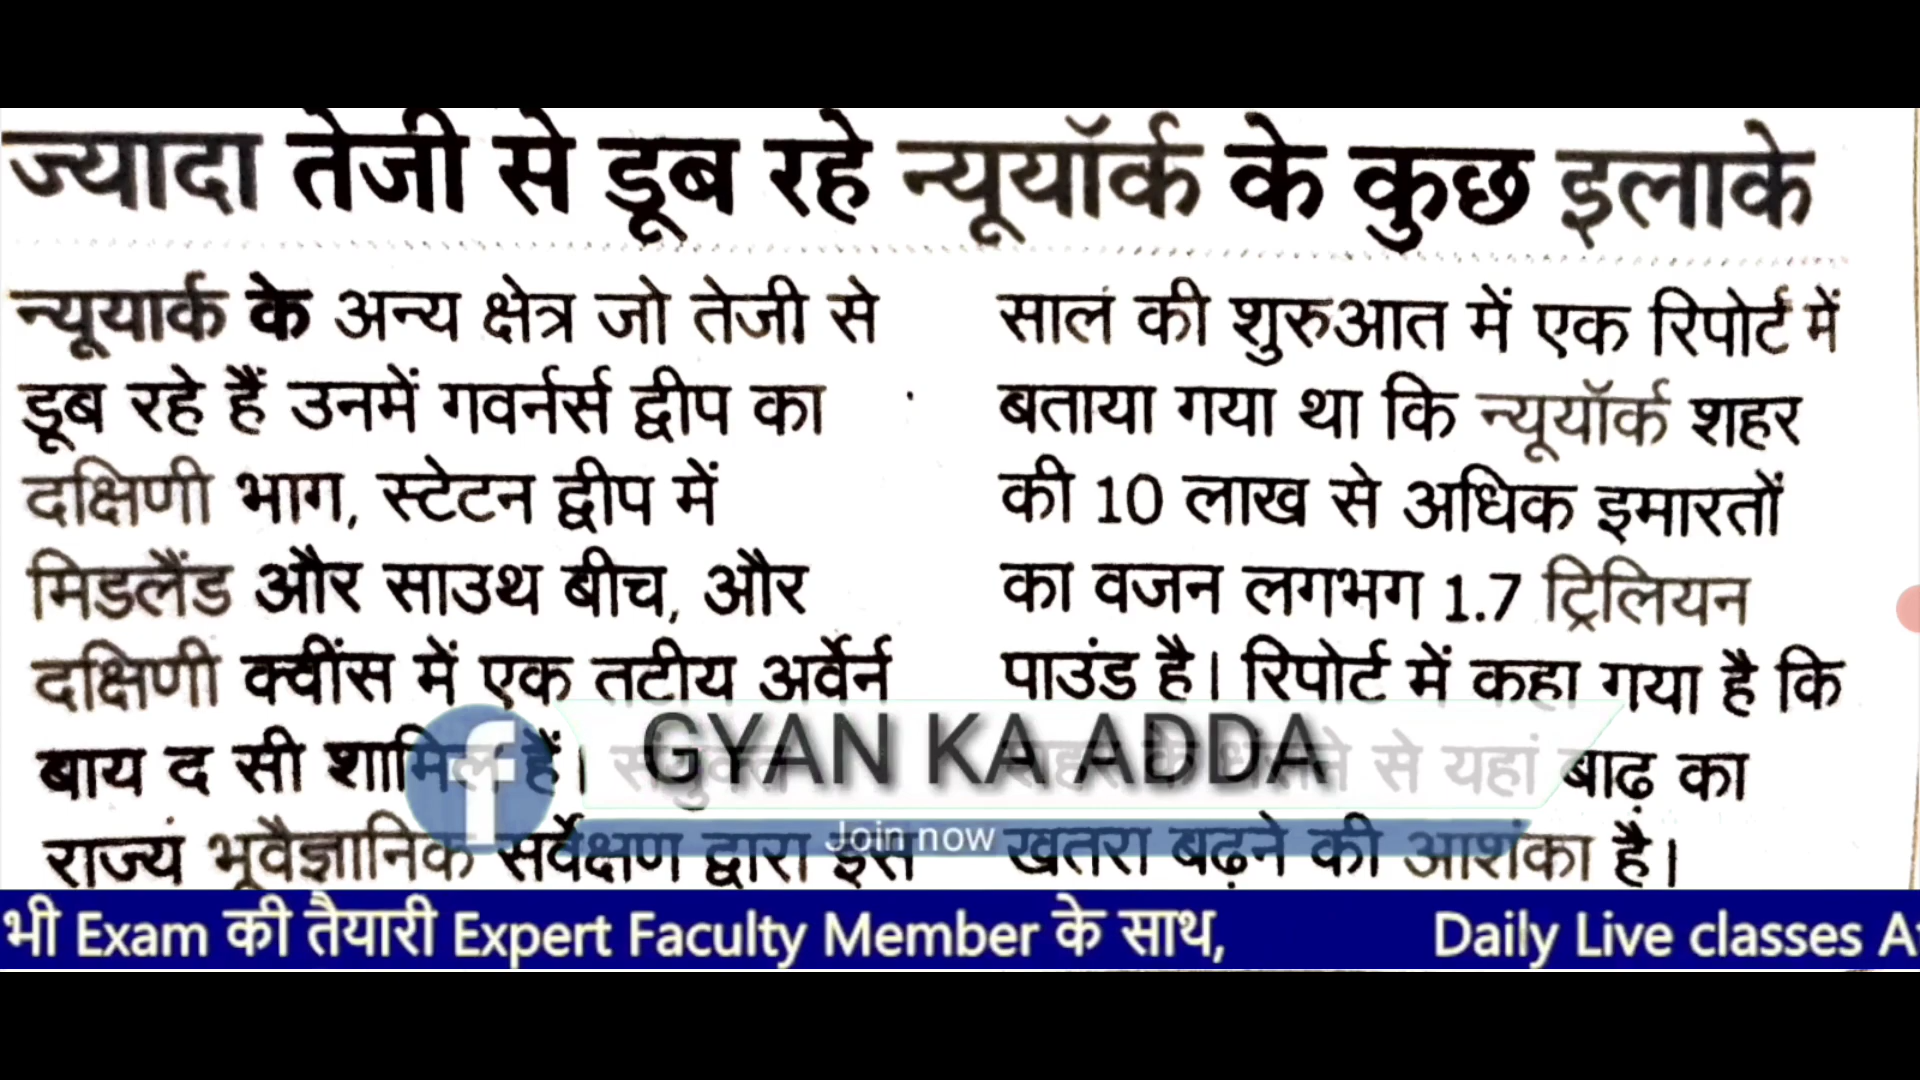 ज्यादा तेजी से डूब रहे न्यूयॉर्क के कुछ इलाके
न्यूयार्क के अन्य क्षेत्र जो तेजी से
डूब रहे हैं उनमें गवर्नर्स द्वीप का
दक्षिणी भाग, स्टेटन द्वीप में
मिडलैंड और साउथ बीच, और
दक्षिणी क्वींस में एक तटीय अर्वेर्न
बाय द सी शामिल हैं। संयुक्त
राज्य भूवैज्ञानिक सर्वेक्षण द्वारा इस
साल की शुरुआत में एक रिपोर्ट में
बताया गया था कि न्यूयॉर्क शहर
की 10 लाख से अधिक इमारतों
का वजन लगभग 1.7 ट्रिलियन
पाउंड है। रिपोर्ट में कहा गया है कि
शहर के धंसने से यहां बाढ़ का
खतरा बढ़ने की आशंका है।
GYAN KA ADDA
Join now
भी Exam की तैयारी Expert Faculty Member के साथ, Daily Live classes